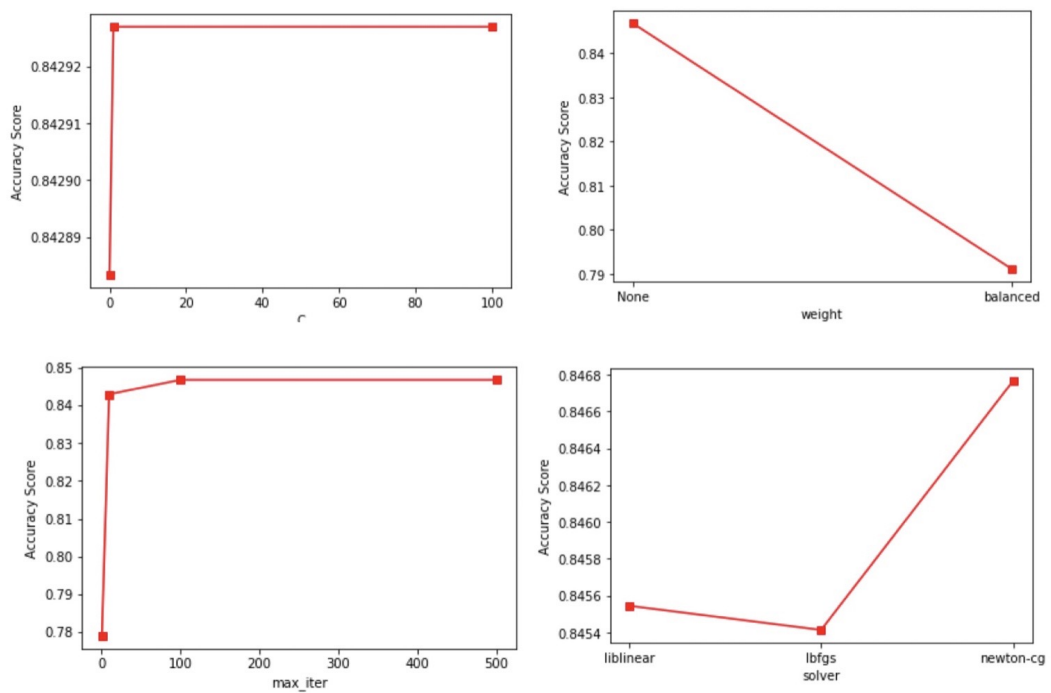 Accuracy Score
0.84292
0.84291
0.84290
0.84289
0 20 40 60 80 100
C
Accuracy Score
0.84
0.83
0.82
0.81
0.80
0.79
None balanced
weight
Accuracy Score
0.85
0.84
0.83
0.82
0.81
0.80
0.79
0.78
0 100 200 300 400 500
max_iter
Accuracy Score
0.8468
0.8466
0.8464
0.8462
0.8460
0.8458
0.8456
0.8454
liblinear lbfgs newton-cg
solver